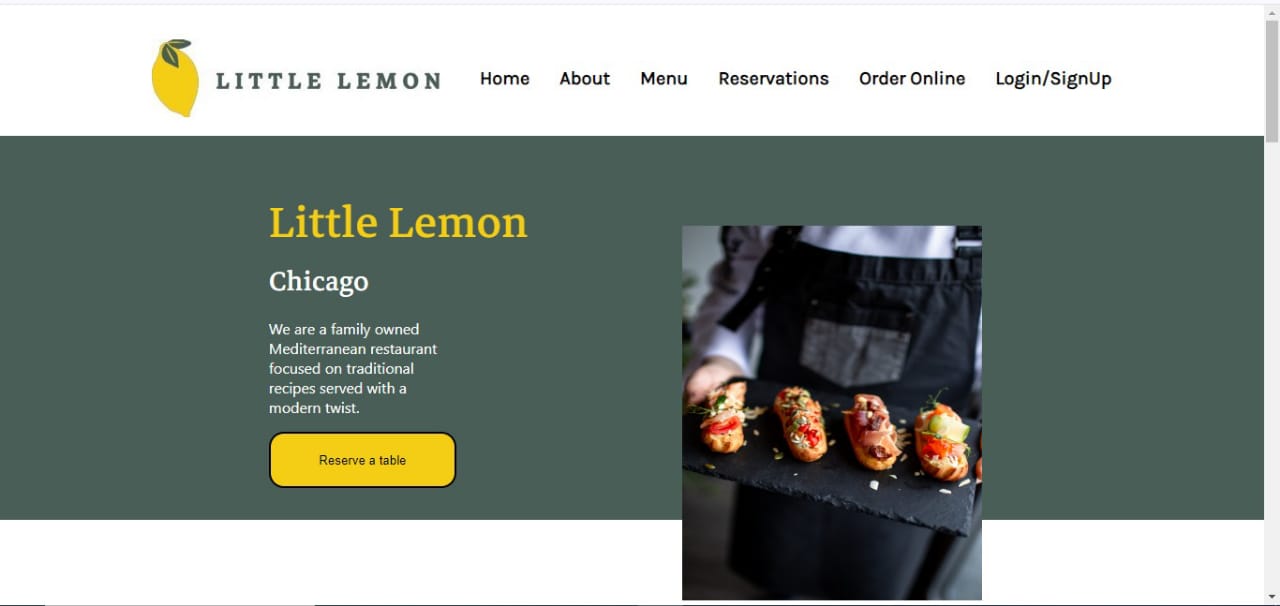 LITTLE LEMON Home About Menu Reservations Order Online Login/SignUp
Little Lemon
Chicago
We are a family owned
Mediterranean restaurant
focused on traditional
recipes served with a
modern twist.
Reserve a table